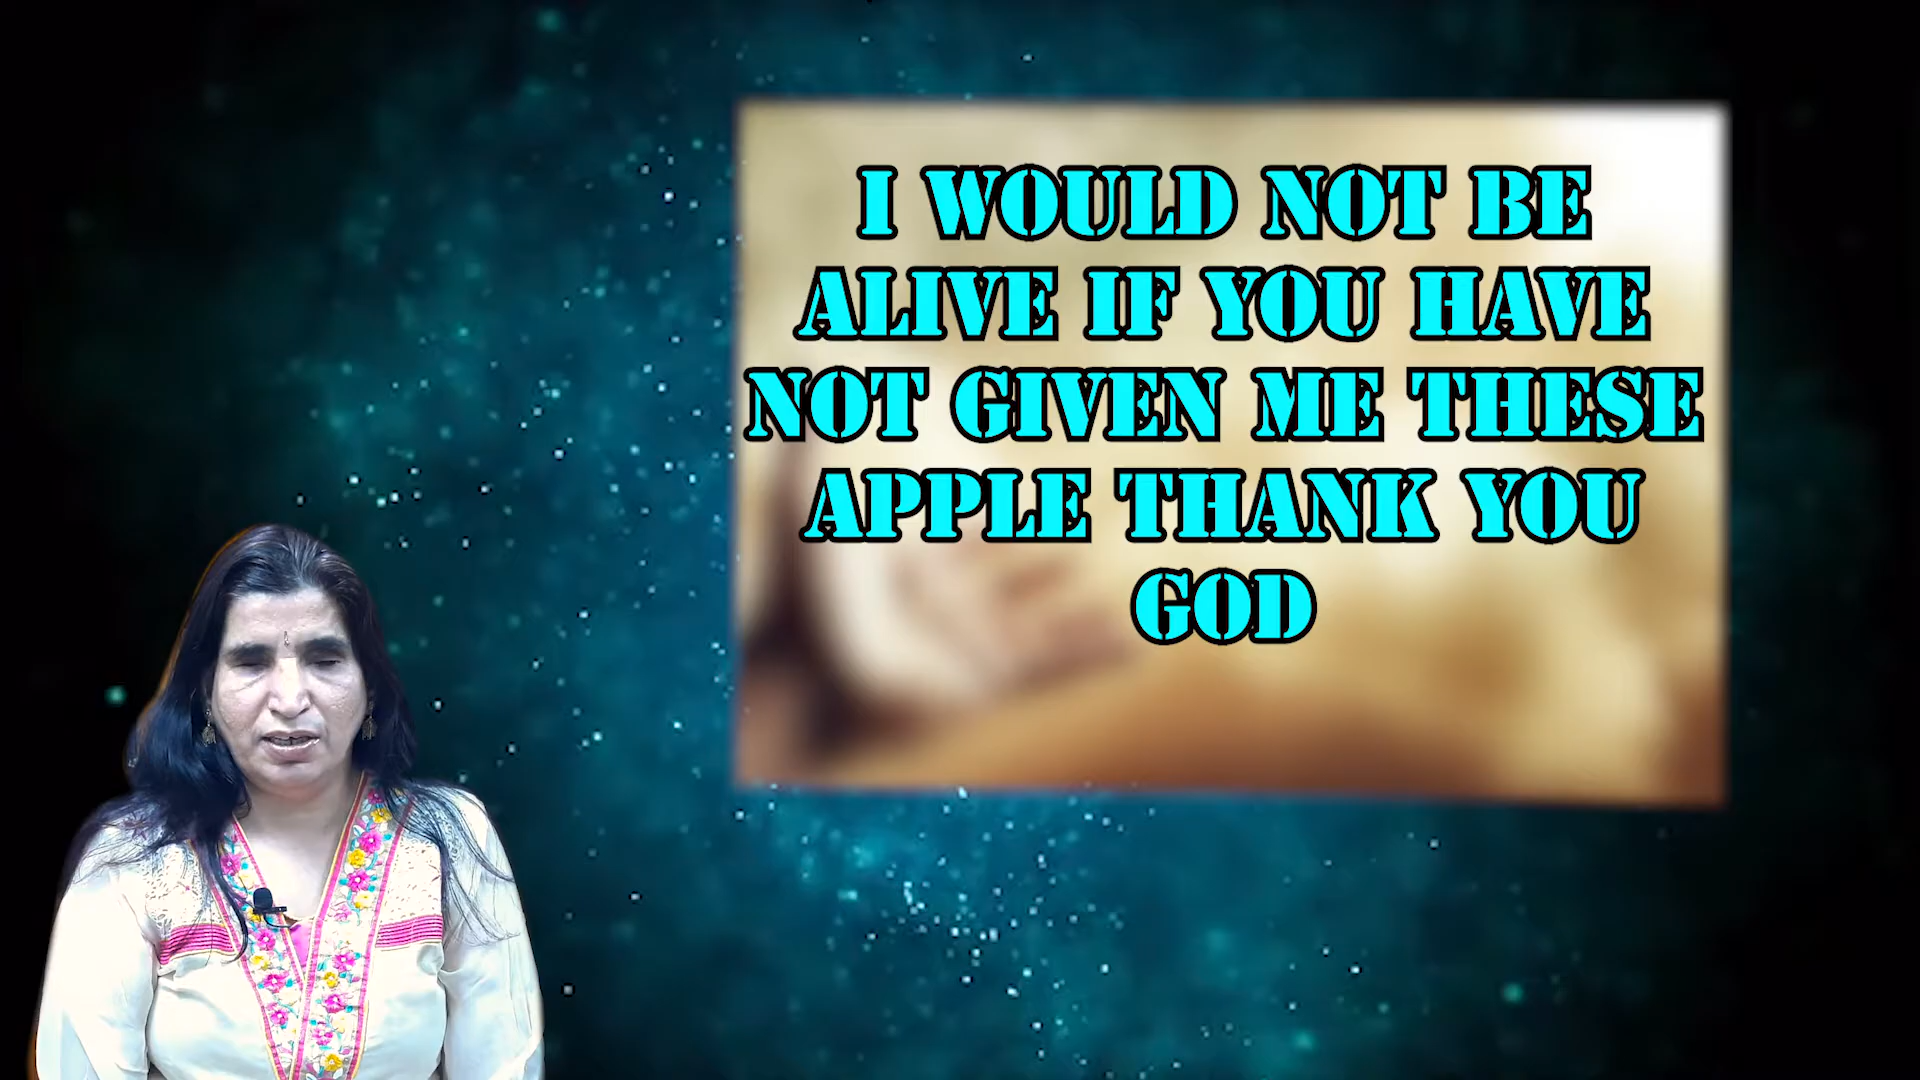 I WOULD NOT BE
ALIVE IF YOU HAVE
NOT GIVEN ME THESE
APPLE THANK YOU
GOD